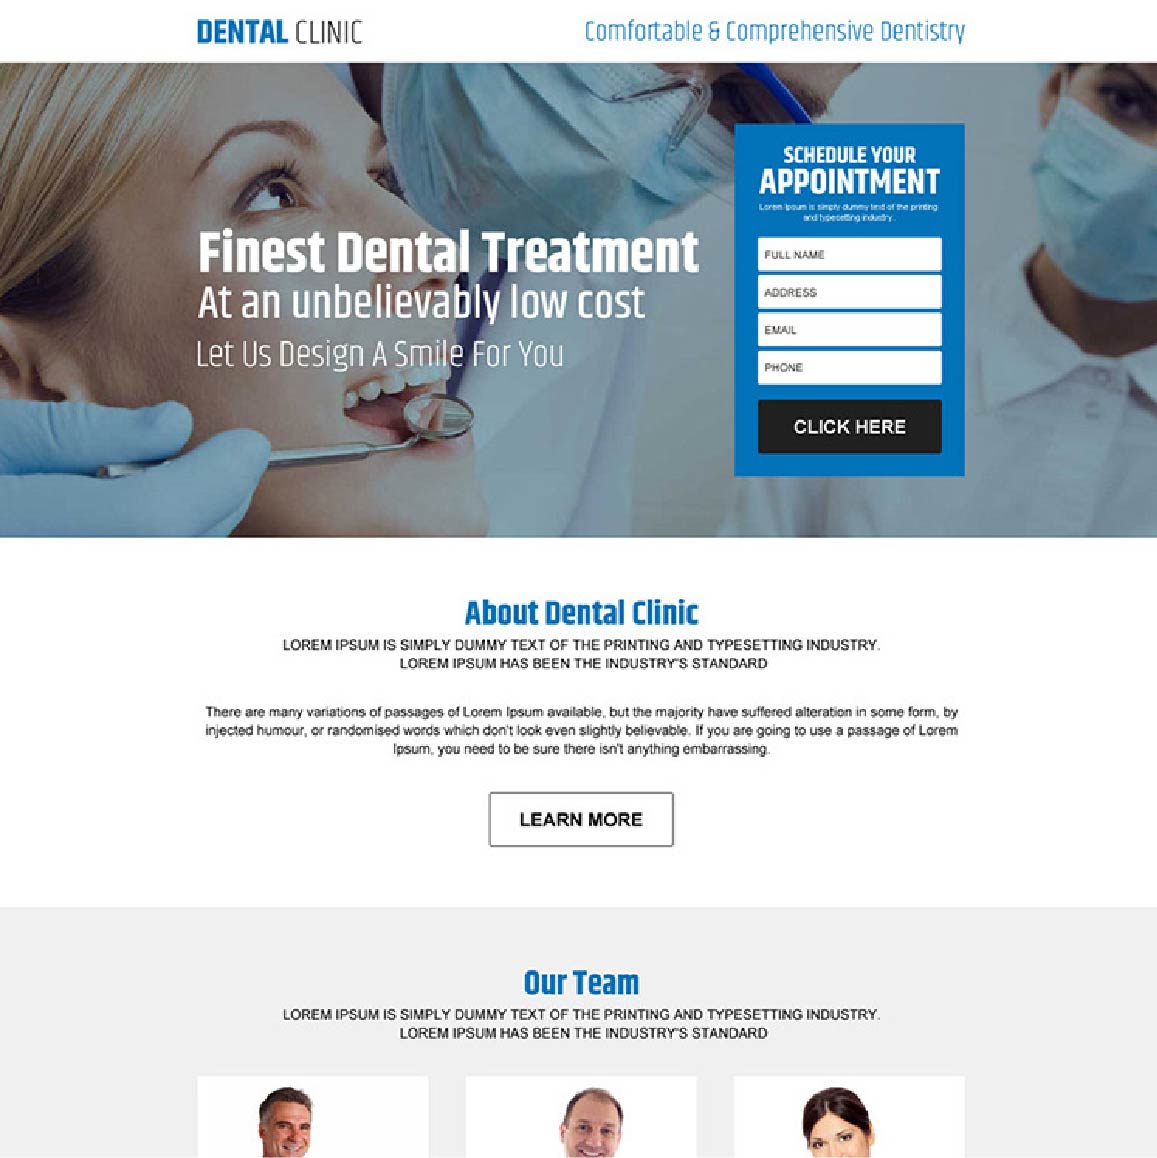 DENTAL CLINIC
Comfortable & Comprehensive Dentistry
Finest Dental Treatment
At an unbelievably low cost
Let Us Design A Smile For You
SCHEDULE YOUR
APPOINTMENT
Lorem Ipsum is simply dummy text of the printing
and typesetting industry.
FULL NAME
ADDRESS
EMAIL
PHONE
CLICK HERE
About Dental Clinic
LOREM IPSUM IS SIMPLY DUMMY TEXT OF THE PRINTING AND TYPESETTING INDUSTRY.
LOREM IPSUM HAS BEEN THE INDUSTRY'S STANDARD
There are many variations of passages of Lorem Ipsum available, but the majority have suffered alteration in some form, by
injected humour, or randomised words which don't look even slightly believable. If you are going to use a passage of Lorem
Ipsum, you need to be sure there isn't anything embarrassing.
LEARN MORE
Our Team
LOREM IPSUM IS SIMPLY DUMMY TEXT OF THE PRINTING AND TYPESETTING INDUSTRY.
LOREM IPSUM HAS BEEN THE INDUSTRY'S STANDARD